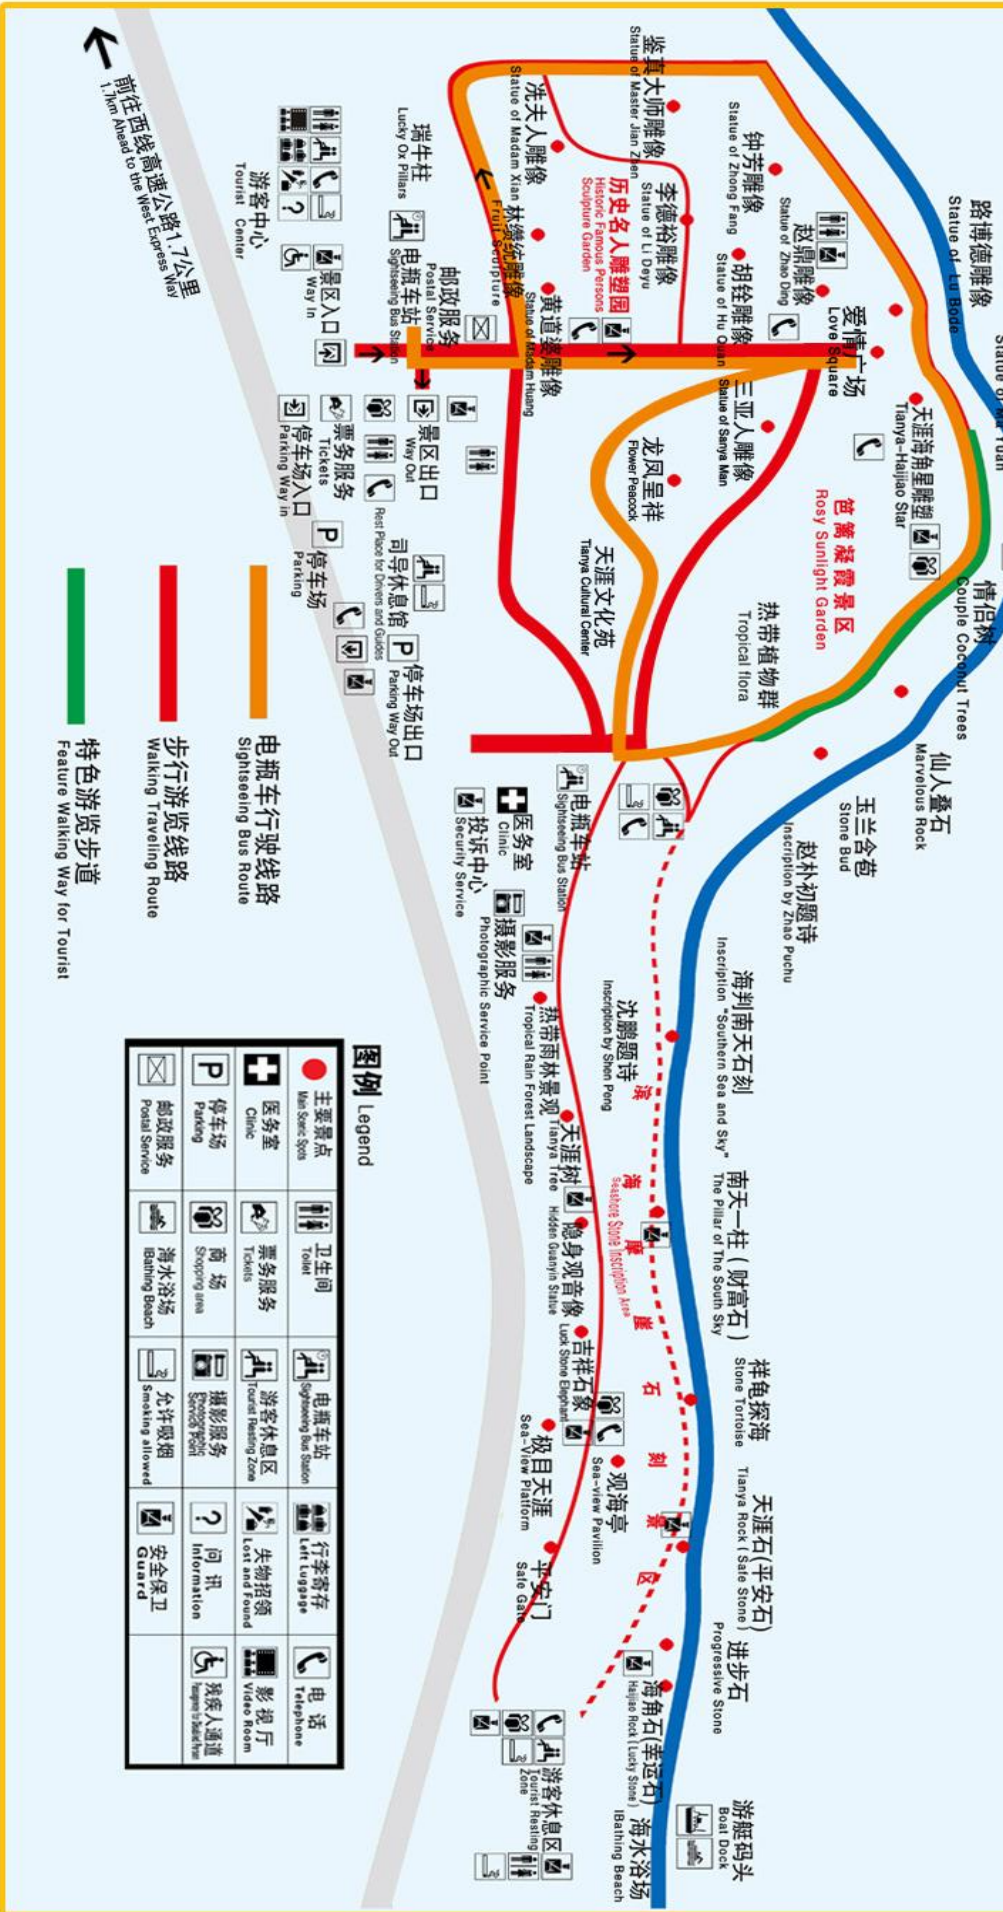 路博德雕像
Statue of Lu Bode
鉴真大师雕像
Statue of Master Jian Zhen
钟芳雕像
Statue of Zhong Fang
赵鼎雕像
Statue of Zhao Ding
爱情广场
Love Square
天涯海角星雕塑
Tianya-Haijiao Star
情侣树
Couple Coconut Trees
仙人叠石
Marvelous Rock
玉兰含苞
Stone Bud
赵朴初题诗
Inscription by Zhao Puchu
海判南天石刻
Inscription "Southern Sea and Sky"
南天一柱(财富石)
The Pillar of The South Sky
祥龟探海
Stone Tortoise
天涯石(平安石)
Tianya Rock (Safe Stone)
进步石
Progressive Stone
游艇码头
Boat Dock
冼夫人雕像
Statue of Madam Xian
历史名人雕塑园
Historic Famous Persons
Sculpture Garden
李德裕雕像
Statue of Li Deyu
胡铨雕像
Statue of Hu Quan
林缵统雕像
Fruit Sculpture
黄道婆雕像
Statue of Madam Huang
三亚人雕像
Statue of Sanya Man
龙凤呈祥
Flower Peacock
笆篱凝霞景区
Rosy Sunlight Garden
热带植物群
Tropical flora
天涯文化苑
Tianya Cultural Center
瑞牛柱
Lucky Ox Pillars
电瓶车站
Sightseeing Bus Station
邮政服务
Postal Service
游客中心
Tourist Center
景区入口
Way In
景区出口
Way Out
票务服务
Tickets
停车场入口
Parking Way in
停车场
Parking
司导休息馆
Rest Place for Drivers and Guides
停车场出口
Parking Way Out
前往西线高速公路1.7公里
1.7km Ahead to the West Express Way
电瓶车站
Sightseeing Bus Station
医务室
Clinic
投诉中心
Security Service
摄影服务
Photographic Service Point
热带雨林景观
Tropical Rain Forest Landscape
沈鹏题诗
Inscription by Shen Peng
滨海摩崖石刻景区
Seashore Stone Inscription Area
天涯树
Tianya Tree
隐身观音像
Hidden Guanyin Statue
吉祥石象
Luck Stone Elephant
观海亭
Sea-view Pavilion
极目天涯
Sea-View Platform
平安门
Safe Gate
海角石(幸运石)
Haijiao Rock (Lucky Stone)
海水浴场
IBathing Beach
游客休息区
Tourist Resting
Zone
电瓶车行驶线路
Sightseeing Bus Route
步行游览线路
Walking Traveling Route
特色游览步道
Feature Walking Way for Tourist
图例 Legend
主要景点
Main Scenic Spots
卫生间
Toilet
电瓶车站
Sightseeing Bus Station
行李寄存
Left Luggage
电话
Telephone
医务室
Clinic
票务服务
Tickets
游客休息区
Tourist Resting Zone
失物招领
Lost and Found
影视厅
Video Room
P
停车场
Parking
商场
Shopping area
摄影服务
Photographic
Service Point
?
问讯
Information
残疾人通道
邮政服务
Postal Service
海水浴场
IBathing Beach
允许吸烟
Smoking allowed
安全保卫
Guard